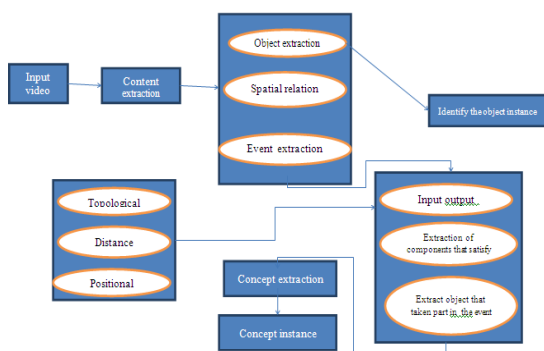 Input
video
Content
extraction
Object extraction
Spatial relation
Event extraction
Identify the object instance
Topological
Distance
Positional
Input output
Extraction of
components that satisfy
Extract object that
taken part in the event
Concept extraction
Concept instance